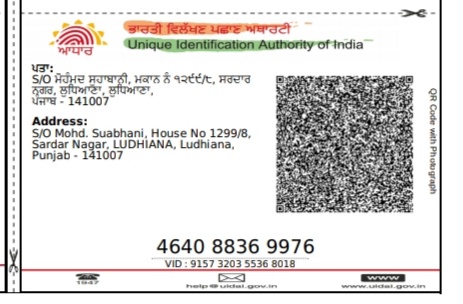 ਭਾਰਤੀ ਵਿਲੱਖਣ ਪਛਾਣ ਅਥਾਰਟੀ
Unique Identification Authority of India
ਆਧਾਰ
ਪਤਾ:
S/O ਮੋਹੰਮਦ ਸੁਹਾਬਾਨੀ, ਮਕਾਨ ਨੰ ੧੨੯੯/੮, ਸਰਦਾਰ
ਨਗਰ, ਲੁਧਿਆਣਾ, ਲੁਧਿਆਣਾ,
ਪੰਜਾਬ - 141007
Address:
S/O Mohd. Suabhani, House No 1299/8,
Sardar Nagar, LUDHIANA, Ludhiana,
Punjab - 141007
QR Code with Photograph
4640 8836 9976
VID : 9157 3203 5536 8018
1947
help@uidai.gov.in
www
www.uidai.gov.in